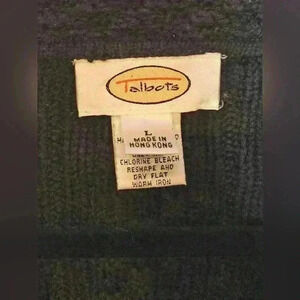 Talbots
L
MADE IN
HONG KONG
CHLORINE BLEACH
RESHAPE AND
DRY FLAT
WARM IRON